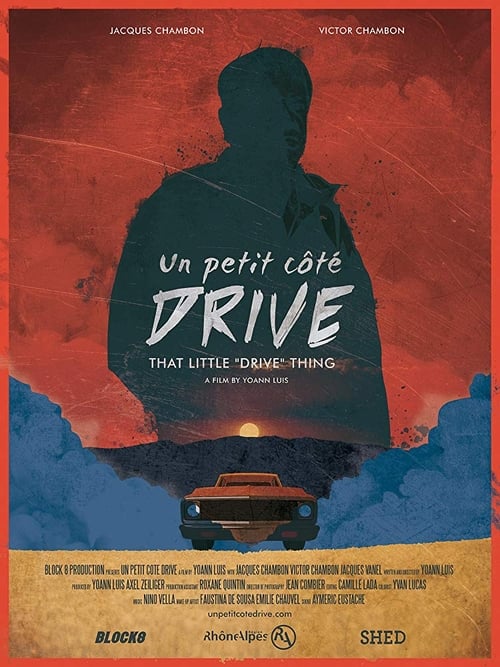 JACQUES CHAMBON VICTOR CHAMBON
Un petit côté
DRIVE
THAT LITTLE "DRIVE" THING
A FILM BY YOANN LUIS
BLOCK 8 PRODUCTION PRÉSENTE UN PETIT COTE DRIVE A FILM BY YOANN LUIS WITH JACQUES CHAMBON VICTOR CHAMBON JACQUES VANEL WRITTEN AND DIRECTED BY YOANN LUIS
PRODUCED BY YOANN LUIS AXEL ZEILIGER PRODUCTION ASSISTANT ROXANE QUINTIN DIRECTOR OF PHOTOGRAPHY JEAN COMBIER EDITING CAMILLE LADA COLORIST YVAN LUCAS
MUSIC NINO VELLA MAKE-UP ARTIST FAUSTINA DE SOUSA EMILIE CHAUVEL AYMERIC EUSTACHE
unpetitcotedrive.com
BLOCK8 RhôneAlpes RA SHED